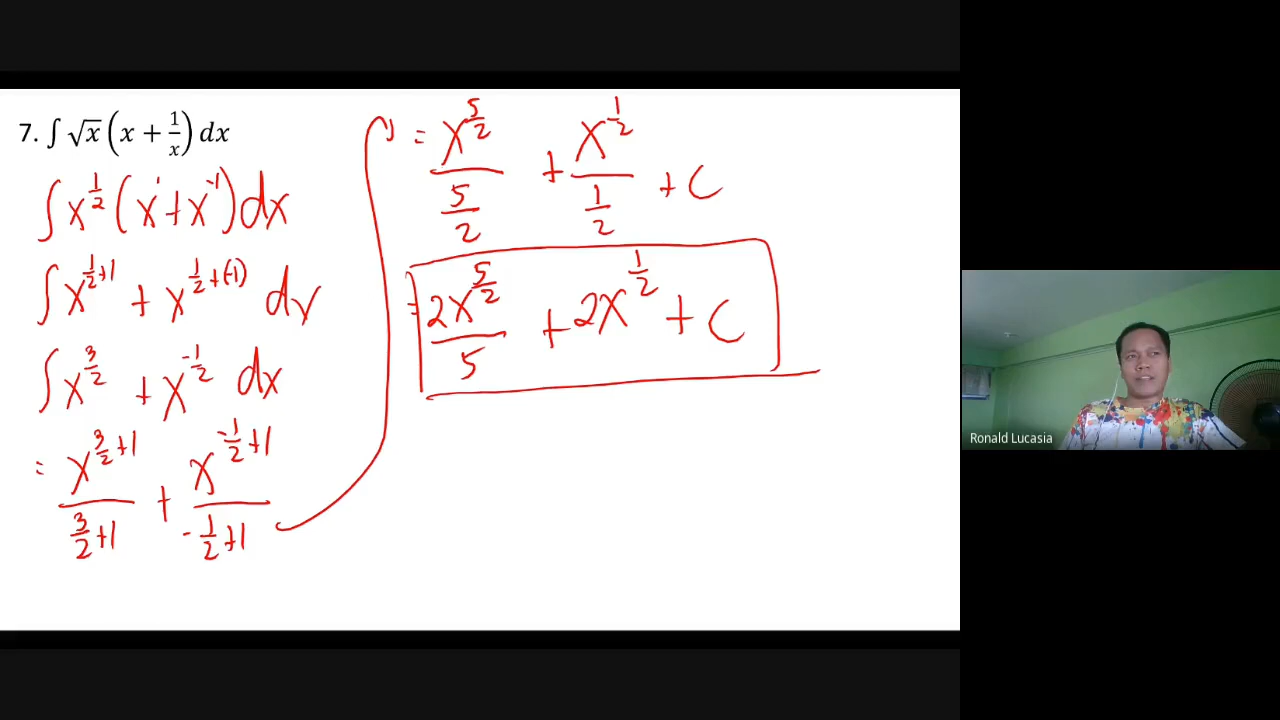 7. ∫ √x (x + 1/x) dx
∫ x^(1/2) (x^1 + x^-1) dx
∫ x^(1/2+1) + x^(1/2+(-1)) dx
∫ x^(3/2) + x^(-1/2) dx
= x^(3/2+1)/(3/2+1) + x^(-1/2+1)/(-1/2+1)
= x^(5/2)/(5/2) + x^(1/2)/(1/2) + C
= 2x^(5/2)/5 + 2x^(1/2) + C
Ronald Lucasia